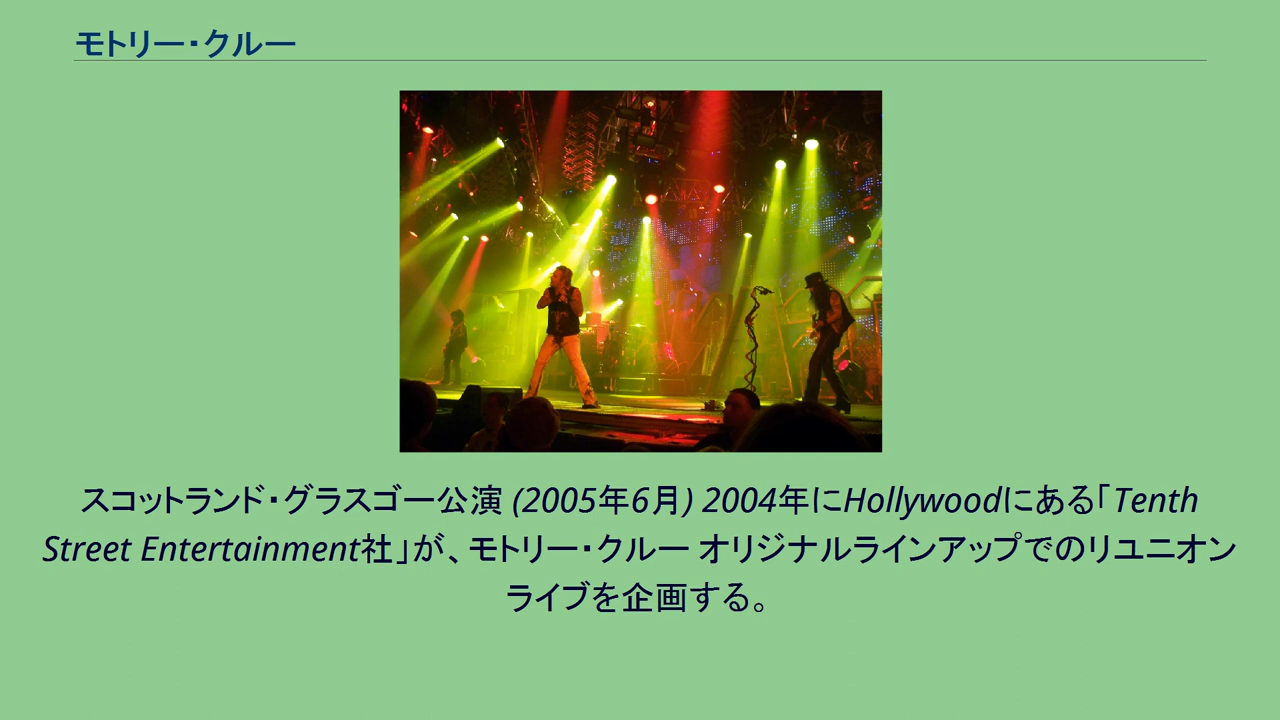 モトリー・クルー
スコットランド・グラスゴー公演 (2005年6月) 2004年にHollywoodにある「Tenth
Street Entertainment社」が、モトリー・クルー オリジナルラインアップでのリユニオン
ライブを企画する。